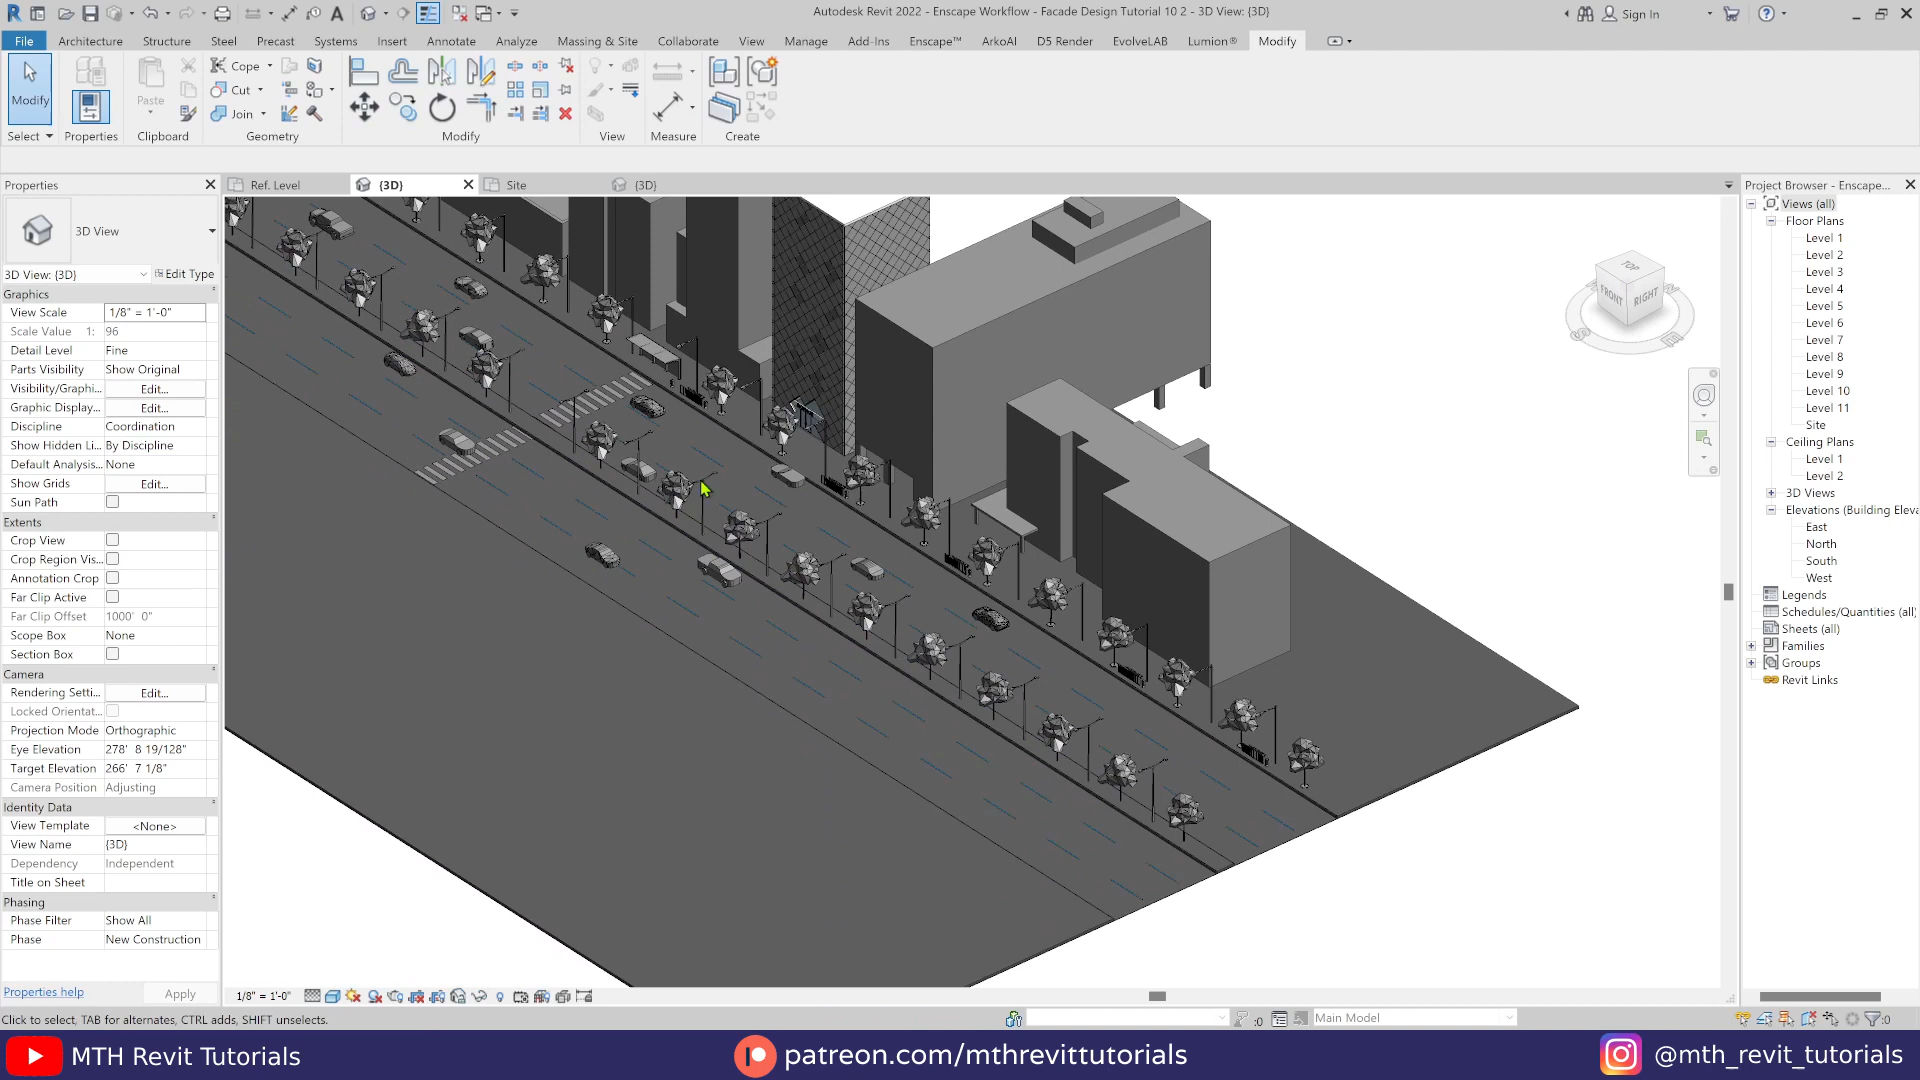 Autodesk Revit 2022 - Enscape Workflow - Facade Design Tutorial 10 2 - 3D View: {3D}
Sign In
File Architecture Structure Steel Precast Systems Insert Annotate Analyze Massing & Site Collaborate View Manage Add-Ins Enscape™ ArkoAI D5 Render EvolveLAB Lumion® Modify
Modify
Paste
Cope
Cut
Join
Select Properties Clipboard Geometry Modify View Measure Create
Properties
Ref. Level
{3D}
Site
{3D}
Project Browser - Enscape...
3D View
3D View: {3D}
Edit Type
Graphics
View Scale 1/8" = 1'-0"
Scale Value 1: 96
Detail Level Fine
Parts Visibility Show Original
Visibility/Graphi... Edit...
Graphic Display... Edit...
Discipline Coordination
Show Hidden Li... By Discipline
Default Analysis... None
Show Grids Edit...
Sun Path
Extents
Crop View
Crop Region Vis...
Annotation Crop
Far Clip Active
Far Clip Offset 1000' 0"
Scope Box None
Section Box
Camera
Rendering Setti... Edit...
Locked Orientat...
Projection Mode Orthographic
Eye Elevation 278' 8 19/128"
Target Elevation 266' 7 1/8"
Camera Position Adjusting
Identity Data
View Template <None>
View Name {3D}
Dependency Independent
Title on Sheet
Phasing
Phase Filter Show All
Phase New Construction
Properties help
Apply
TOP
FRONT
RIGHT
Views (all)
Floor Plans
Level 1
Level 2
Level 3
Level 4
Level 5
Level 6
Level 7
Level 8
Level 9
Level 10
Level 11
Site
Ceiling Plans
Level 1
Level 2
3D Views
Elevations (Building Eleva
East
North
South
West
Legends
Schedules/Quantities (all)
Sheets (all)
Families
Groups
Revit Links
1/8" = 1'-0"
Click to select, TAB for alternates, CTRL adds, SHIFT unselects.
:0
Main Model
:0
MTH Revit Tutorials
patreon.com/mthrevittutorials
@mth_revit_tutorials